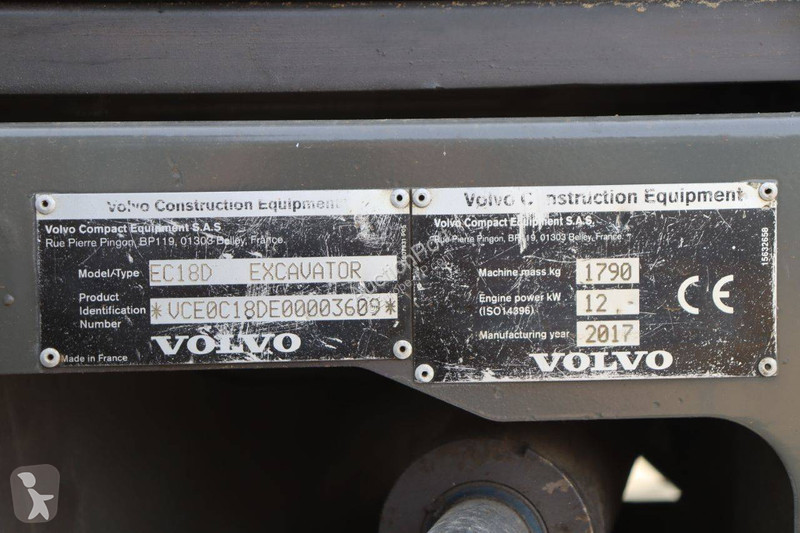 Volvo Construction Equipment
Volvo Compact Equipment S.A.S.
Rue Pierre Pingon, BP119, 01303 Belley, France.
Model/Type EC18D EXCAVATOR
Product
Identification
Number
*VCE0C18DE00003609*
VOLVO
Made in France
Volvo C nstruction Equipment
Volvo Compact Equipment S.A.S.
Rue Pierre Pingon, BP119, 01303 Belley, France.
15632658
Machine mass kg 1790
Engine power kW 12
(ISO14396)
Manufacturing year 2017
CE
VOLVO